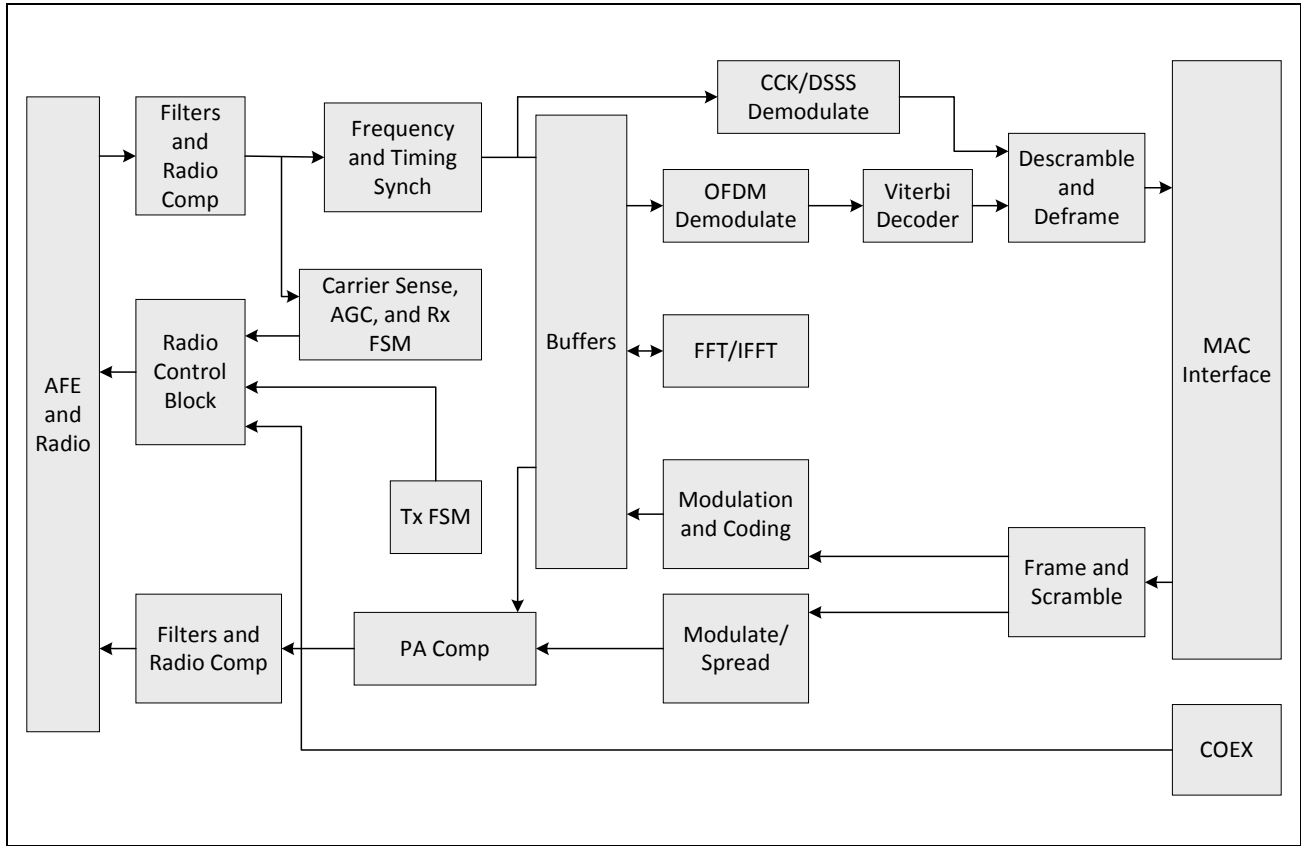 Filters
and
Radio
Comp
Frequency
and Timing
Synch
CCK/DSSS
Demodulate
OFDM
Demodulate
Viterbi
Decoder
Descramble
and
Deframe
Carrier Sense,
AGC, and Rx
FSM
Radio
Control
Block
Buffers
FFT/IFFT
MAC
Interface
AFE
and
Radio
Tx FSM
Modulation
and Coding
Frame and
Scramble
Filters and
Radio Comp
PA Comp
Modulate/
Spread
COEX